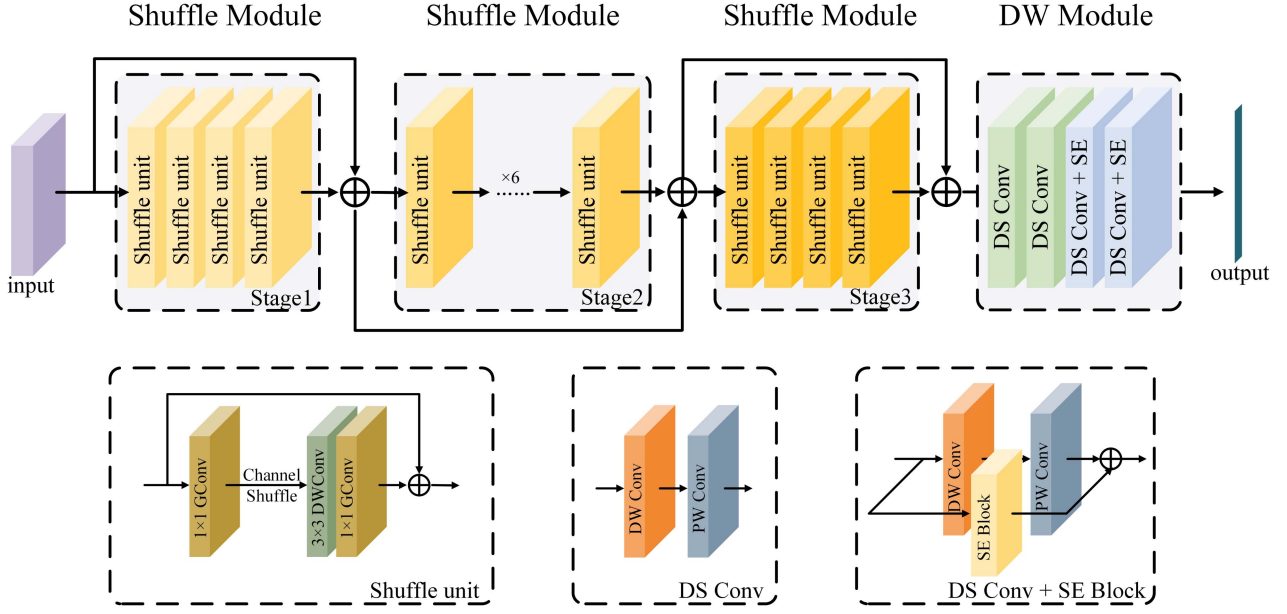 Shuffle Module
Shuffle Module
Shuffle Module
DW Module
input
Shuffle unit
Shuffle unit
Shuffle unit
Shuffle unit
Stage1
Shuffle unit
×6
......
Shuffle unit
Stage2
Shuffle unit
Shuffle unit
Shuffle unit
Shuffle unit
Stage3
DS Conv
DS Conv
DS Conv + SE
DS Conv + SE
output
1×1 GConv
Channel
Shuffle
3×3 DWConv
1×1 GConv
Shuffle unit
DW Conv
PW Conv
DS Conv
DW Conv
SE Block
PW Conv
DS Conv + SE Block